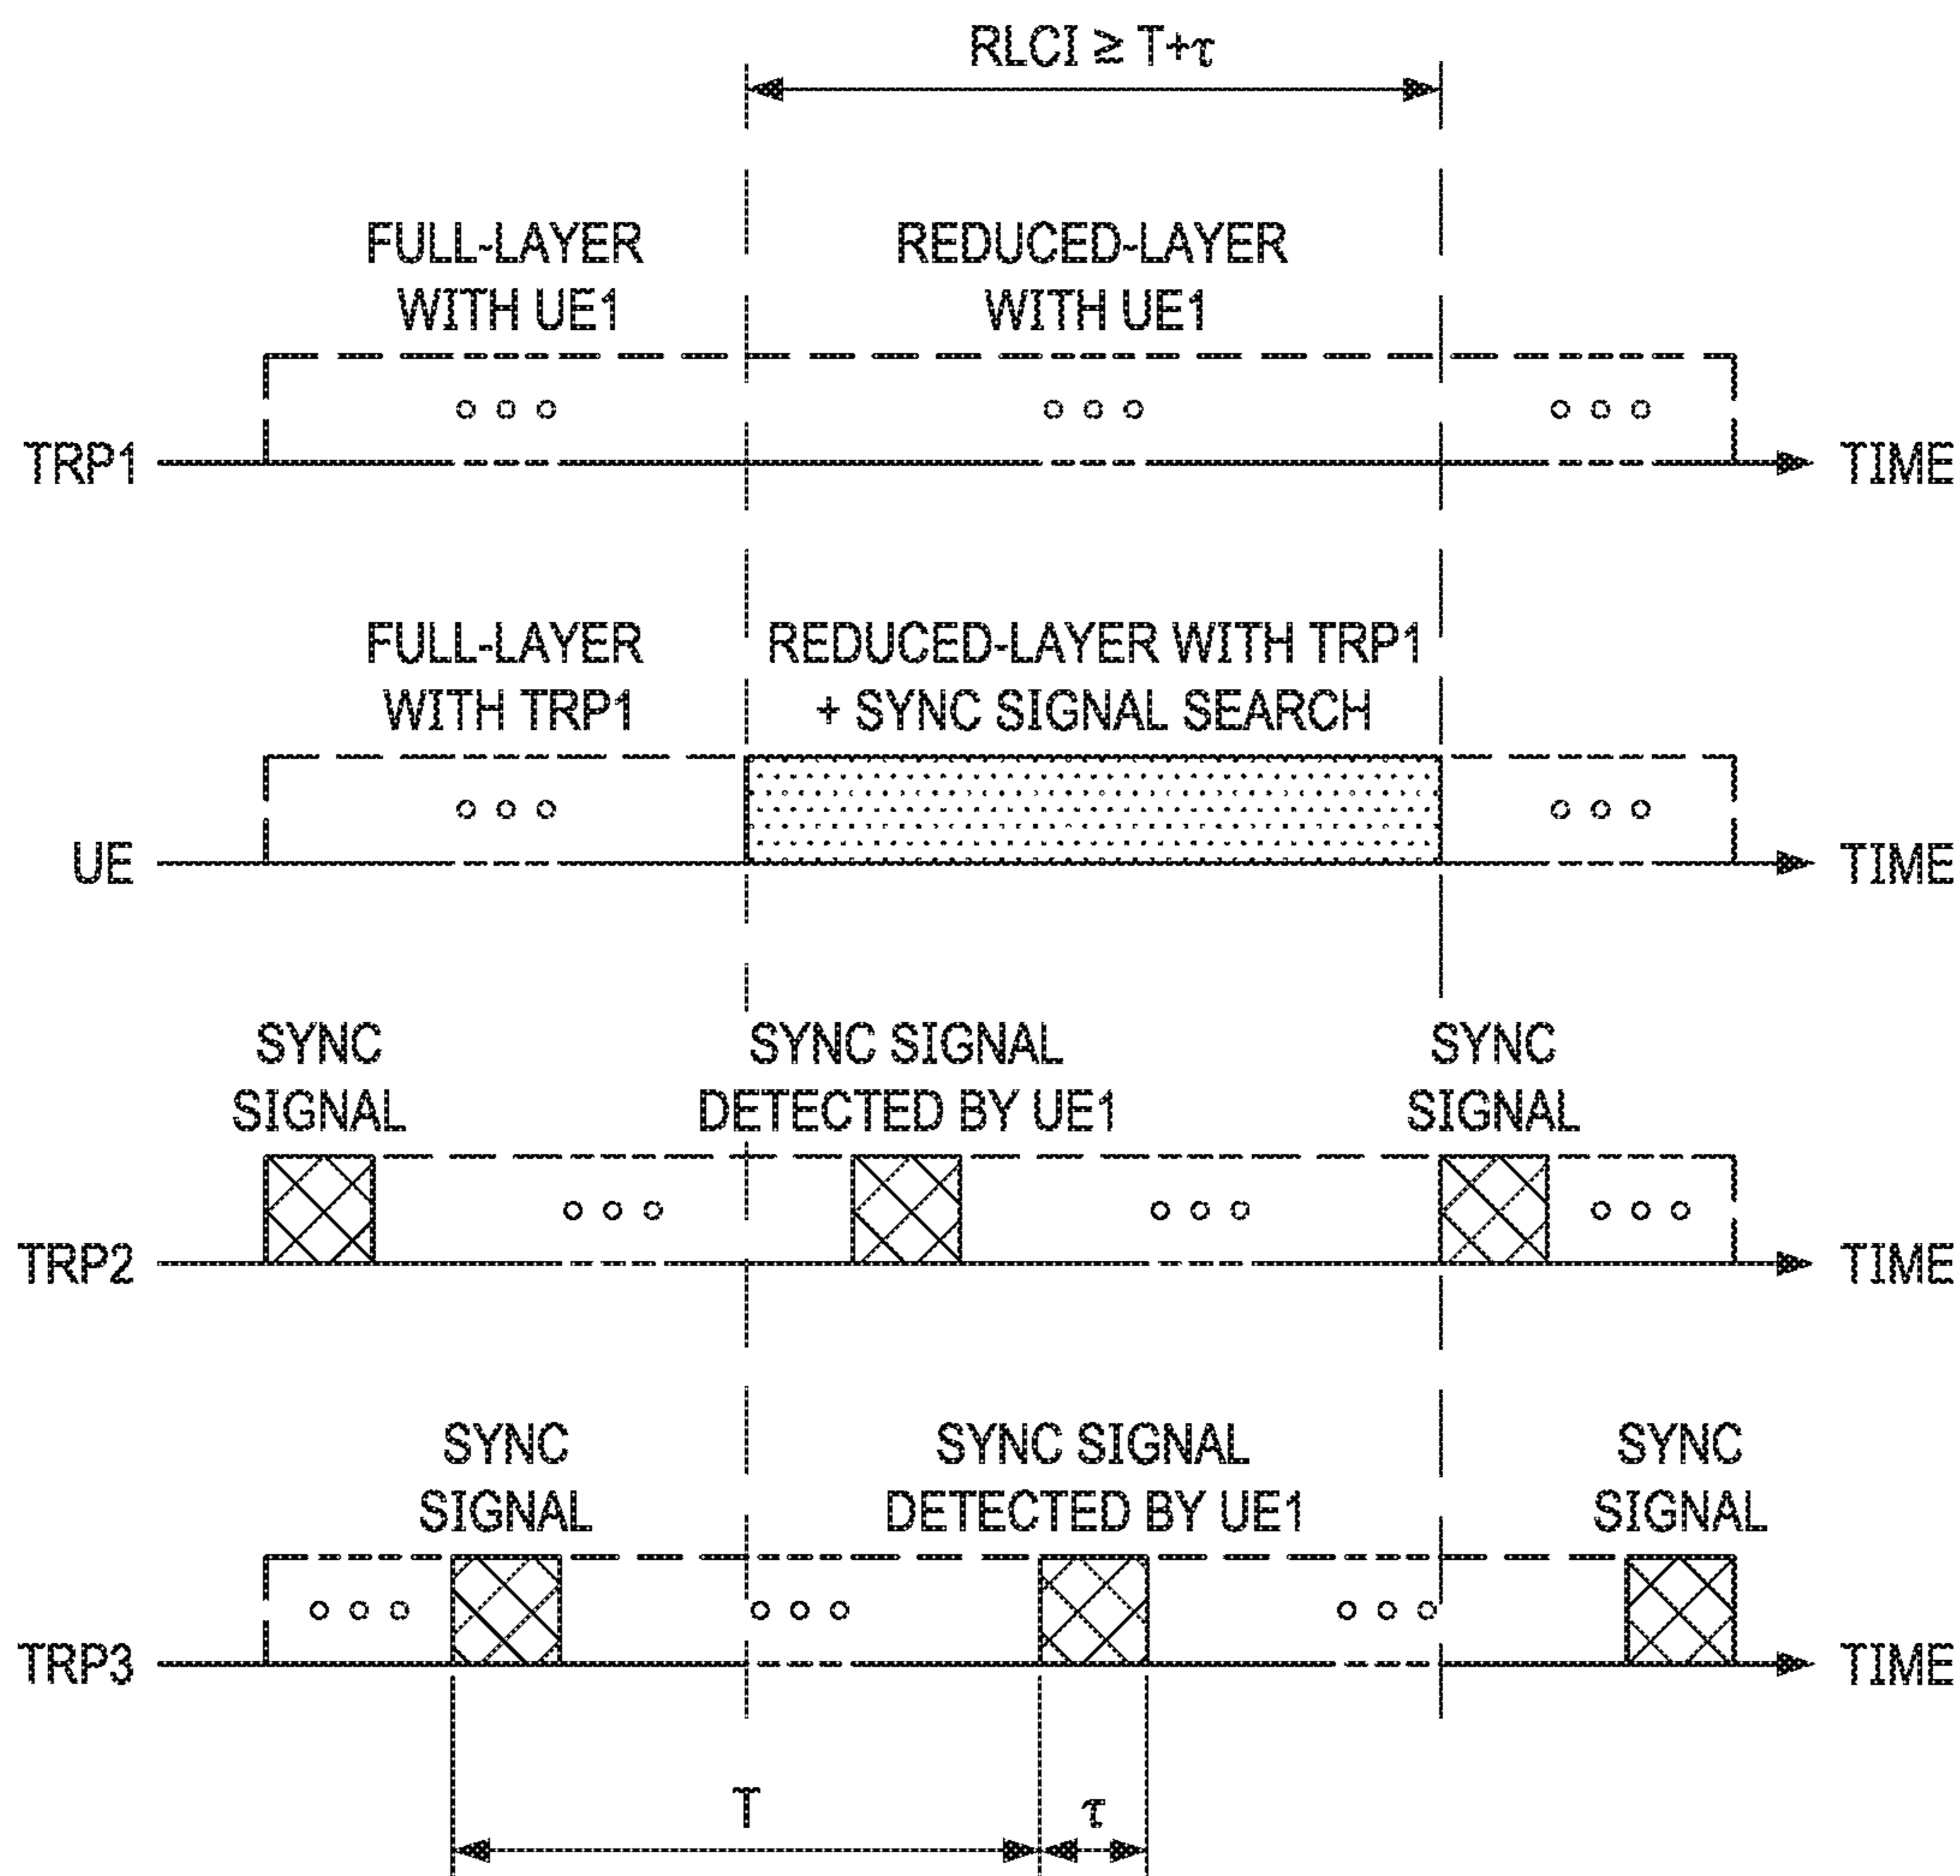 RLCI ≥ T+τ
FULL-LAYER
WITH UE1
REDUCED-LAYER
WITH UE1
TRP1
TIME
FULL-LAYER
WITH TRP1
REDUCED-LAYER WITH TRP1
+ SYNC SIGNAL SEARCH
UE
TIME
SYNC
SIGNAL
SYNC SIGNAL
DETECTED BY UE1
SYNC
SIGNAL
TRP2
TIME
SYNC
SIGNAL
SYNC SIGNAL
DETECTED BY UE1
SYNC
SIGNAL
TRP3
TIME
T
τ